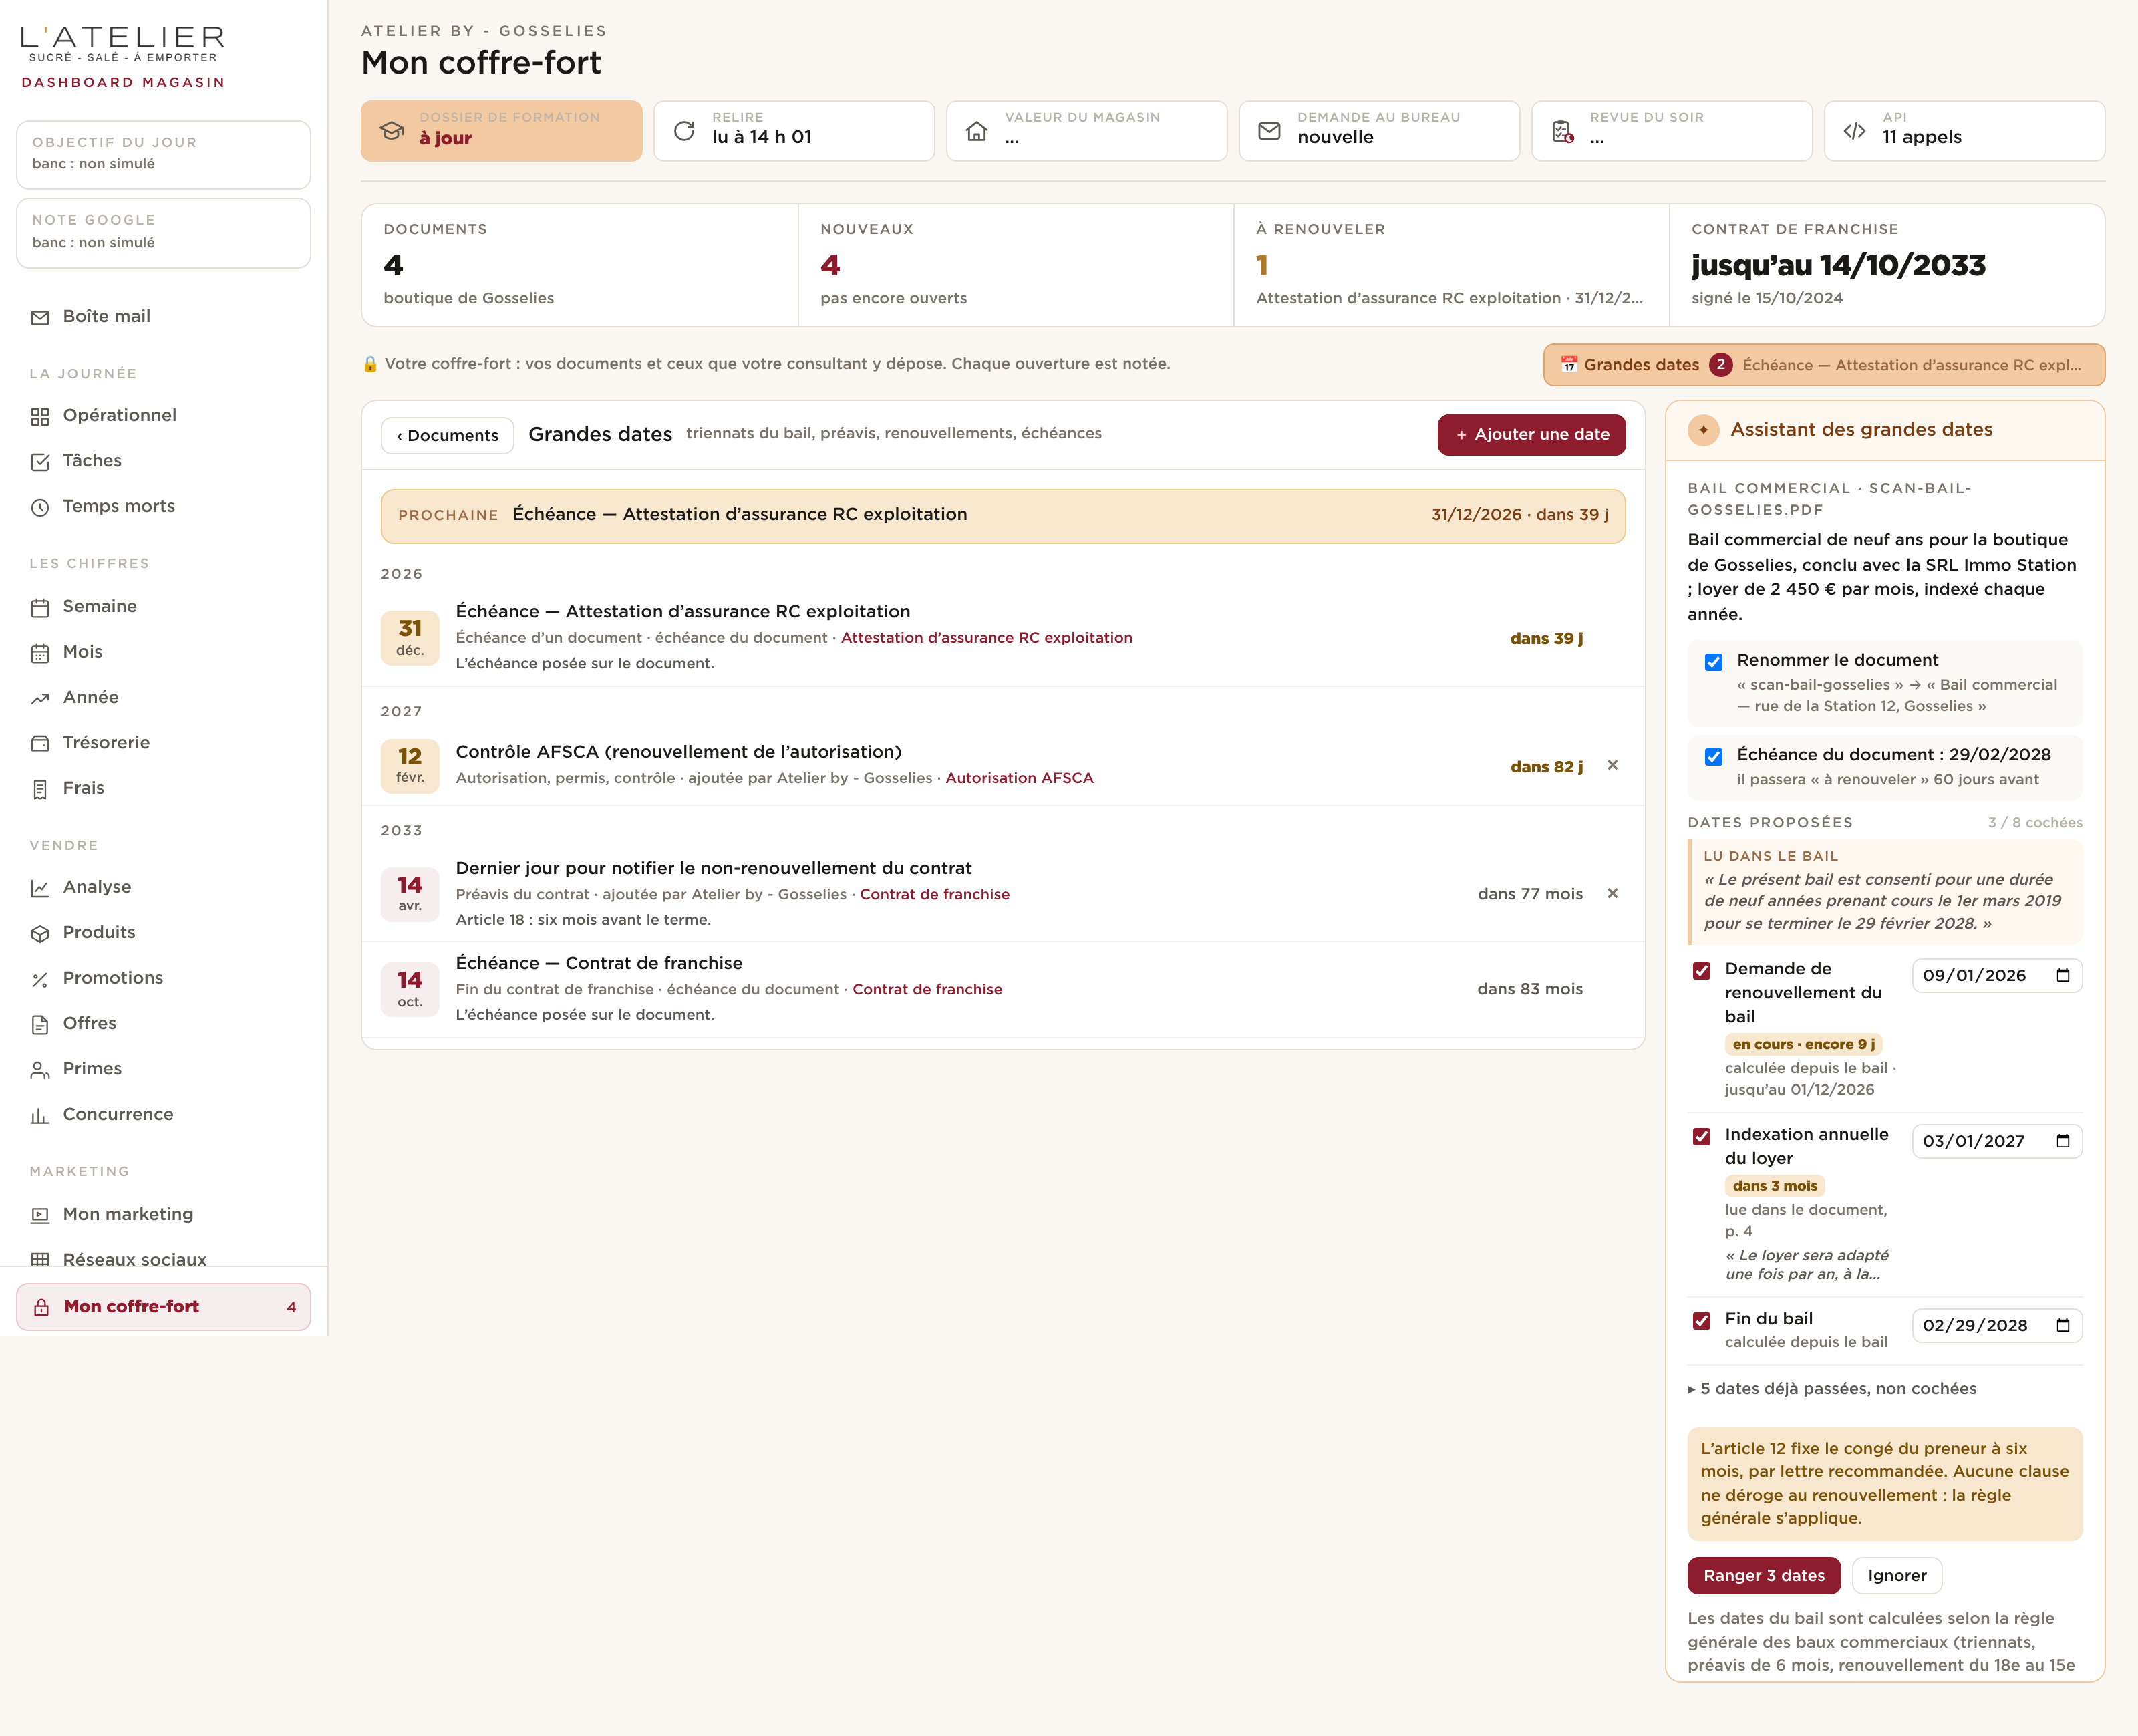 L'ATELIER
SUCRÉ - SALÉ - À EMPORTER
DASHBOARD MAGASIN
OBJECTIF DU JOUR
banc : non simulé
NOTE GOOGLE
banc : non simulé
Boîte mail
LA JOURNÉE
Opérationnel
Tâches
Temps morts
LES CHIFFRES
Semaine
Mois
Année
Trésorerie
Frais
VENDRE
Analyse
Produits
Promotions
Offres
Primes
Concurrence
MARKETING
Mon marketing
Réseaux sociaux
Mon coffre-fort 4
ATELIER BY - GOSSELIES
Mon coffre-fort
DOSSIER DE FORMATION
à jour
RELIRE
lu à 14 h 01
VALEUR DU MAGASIN
...
DEMANDE AU BUREAU
nouvelle
REVUE DU SOIR
...
API
11 appels
DOCUMENTS
4
boutique de Gosselies
NOUVEAUX
4
pas encore ouverts
À RENOUVELER
1
Attestation d’assurance RC exploitation · 31/12/2...
CONTRAT DE FRANCHISE
jusqu’au 14/10/2033
signé le 15/10/2024
🔒 Votre coffre-fort : vos documents et ceux que votre consultant y dépose. Chaque ouverture est notée.
📅 Grandes dates 2 Échéance — Attestation d’assurance RC expl...
‹ Documents Grandes dates triennats du bail, préavis, renouvellements, échéances
+ Ajouter une date
PROCHAINE Échéance — Attestation d’assurance RC exploitation 31/12/2026 · dans 39 j
2026
31
déc.
Échéance — Attestation d’assurance RC exploitation
Échéance d’un document · échéance du document · Attestation d’assurance RC exploitation
L’échéance posée sur le document.
dans 39 j
2027
12
févr.
Contrôle AFSCA (renouvellement de l’autorisation)
Autorisation, permis, contrôle · ajoutée par Atelier by - Gosselies · Autorisation AFSCA
dans 82 j ×
2033
14
avr.
Dernier jour pour notifier le non-renouvellement du contrat
Préavis du contrat · ajoutée par Atelier by - Gosselies · Contrat de franchise
Article 18 : six mois avant le terme.
dans 77 mois ×
14
oct.
Échéance — Contrat de franchise
Fin du contrat de franchise · échéance du document · Contrat de franchise
L’échéance posée sur le document.
dans 83 mois
✦ Assistant des grandes dates
BAIL COMMERCIAL · SCAN-BAIL-
GOSSELIES.PDF
Bail commercial de neuf ans pour la boutique
de Gosselies, conclu avec la SRL Immo Station
; loyer de 2 450 € par mois, indexé chaque
année.
Renommer le document
« scan-bail-gosselies » → « Bail commercial
— rue de la Station 12, Gosselies »
Échéance du document : 29/02/2028
il passera « à renouveler » 60 jours avant
DATES PROPOSÉES 3 / 8 cochées
LU DANS LE BAIL
« Le présent bail est consenti pour une durée
de neuf années prenant cours le 1er mars 2019
pour se terminer le 29 février 2028. »
Demande de
renouvellement du
bail
09/01/2026
en cours · encore 9 j
calculée depuis le bail ·
jusqu’au 01/12/2026
Indexation annuelle
du loyer
03/01/2027
dans 3 mois
lue dans le document,
p. 4
« Le loyer sera adapté
une fois par an, à la...
Fin du bail
02/29/2028
calculée depuis le bail
▸ 5 dates déjà passées, non cochées
L’article 12 fixe le congé du preneur à six
mois, par lettre recommandée. Aucune clause
ne déroge au renouvellement : la règle
générale s’applique.
Ranger 3 dates Ignorer
Les dates du bail sont calculées selon la règle
générale des baux commerciaux (triennats,
préavis de 6 mois, renouvellement du 18e au 15e